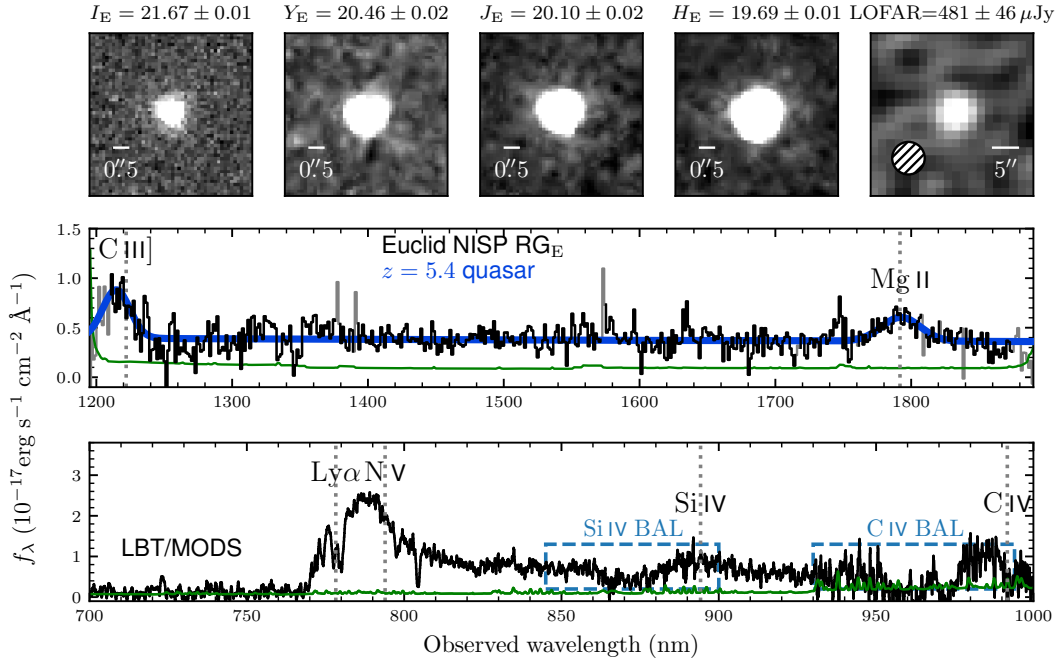 I_E = 21.67 ± 0.01 Y_E = 20.46 ± 0.02 J_E = 20.10 ± 0.02 H_E = 19.69 ± 0.01 LOFAR=481 ± 46 μJy
0.″5 0.″5 0.″5 0.″5 5″
1.5
C III] Euclid NISP RG_E
z = 5.4 quasar
Mg II
1.0
0.5
0.0
1200 1300 1400 1500 1600 1700 1800
f_λ (10⁻¹⁷erg s⁻¹ cm⁻² Å⁻¹)
3
Lyα N V Si IV C IV
2
Si IV BAL C IV BAL
LBT/MODS
1
0
700 750 800 850 900 950 1000
Observed wavelength (nm)